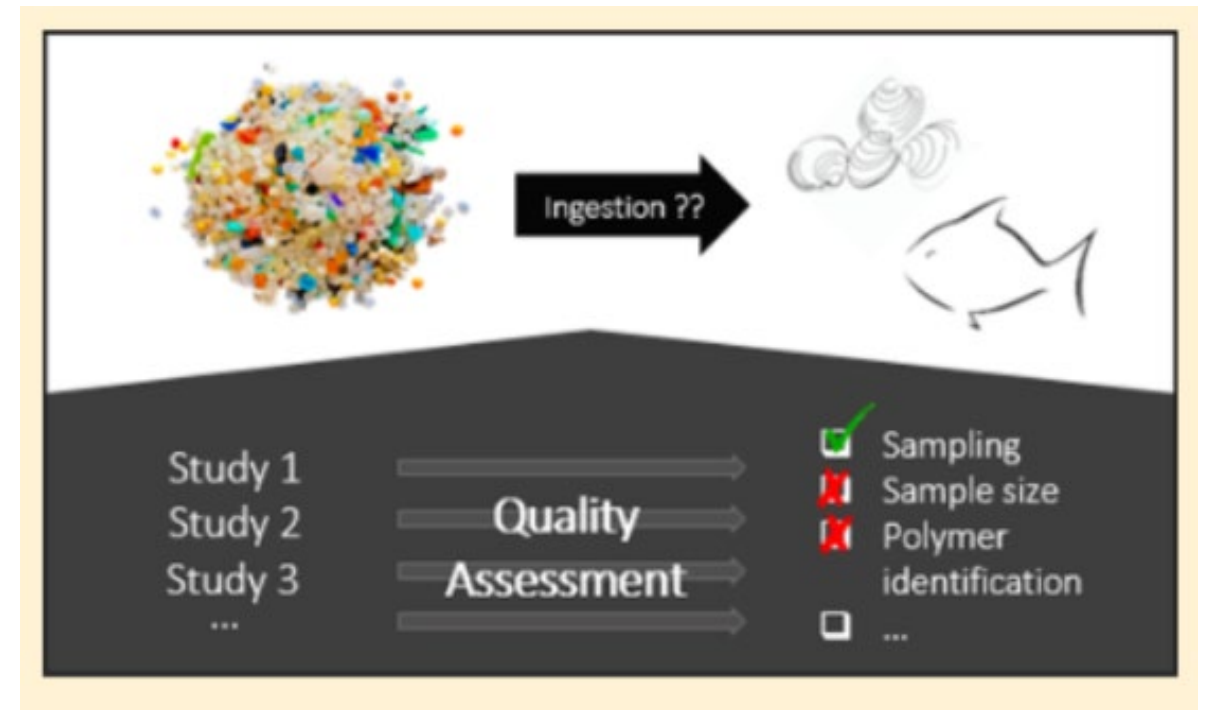 Ingestion ??
Study 1
Study 2
Study 3
...
Quality
Assessment
Sampling
Sample size
Polymer
identification
...